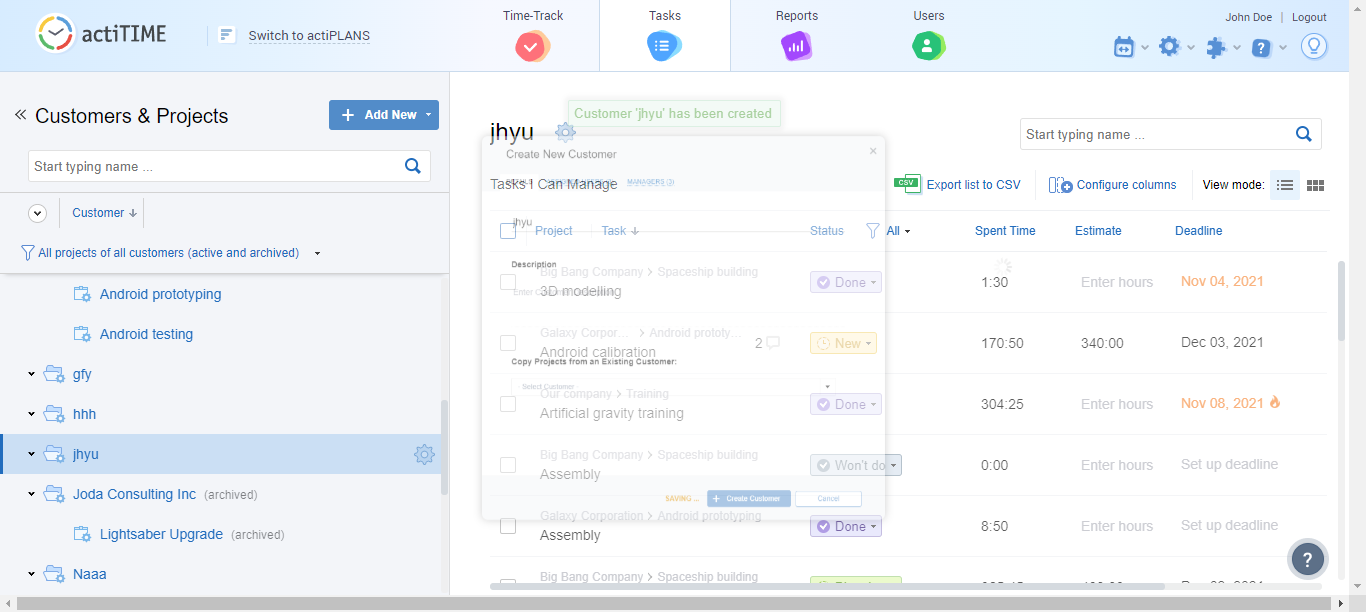 Time-Track
Tasks
Reports
Users
John Doe | Logout
actiTIME
Switch to actiPLANS
Customers & Projects
Add New
Start typing name ...
Customer
All projects of all customers (active and archived)
Android prototyping
Android testing
gfy
hhh
jhyu
Joda Consulting Inc (archived)
Lightsaber Upgrade (archived)
Naaa
Customer 'jhyu' has been created
jhyu
Start typing name ...
Create New Customer
Tasks I Can Manage
MANAGERS (3)
CSV
Export list to CSV
Configure columns
View mode:
jhyu
Project
Task
Status
All
Spent Time
Estimate
Deadline
Description
Big Bang Company > Spaceship building
3D modelling
Done
1:30
Enter hours
Nov 04, 2021
Galaxy Corpor... > Android prototy...
Android calibration
2
New
170:50
340:00
Dec 03, 2021
Copy Projects from an Existing Customer:
Select Customer
Our company > Training
Artificial gravity training
Done
304:25
Enter hours
Nov 08, 2021
Big Bang Company > Spaceship building
Assembly
Won't do
0:00
Enter hours
Set up deadline
SAVING ...
Create Customer
Cancel
Galaxy Corporation > Android prototyping
Assembly
Done
8:50
Enter hours
Set up deadline
Big Bang Company > Spaceship building